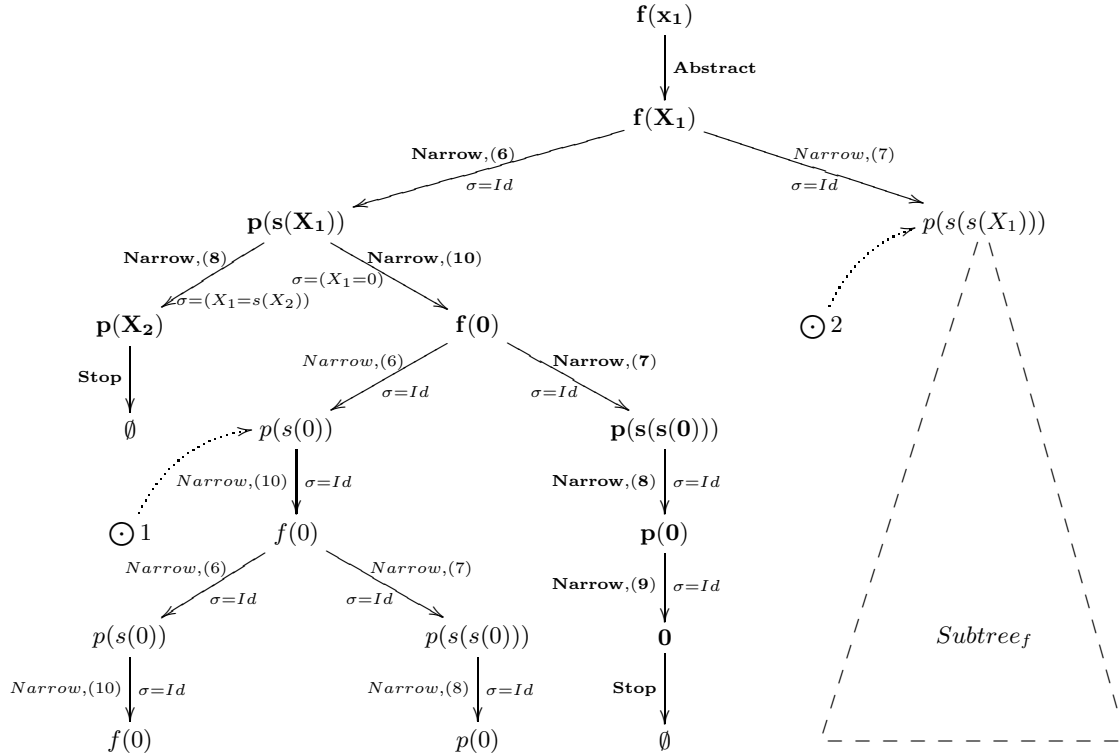 f(x₁)
Abstract
f(X₁)
Narrow,(6)
σ=Id
Narrow,(7)
σ=Id
p(s(X₁))
p(s(s(X₁)))
Narrow,(8)
σ=(X₁=s(X₂))
Narrow,(10)
σ=(X₁=0)
p(X₂)
f(0)
⊙ 2
Stop
Narrow,(6)
σ=Id
Narrow,(7)
σ=Id
∅
p(s(0))
p(s(s(0)))
Narrow,(10)
σ=Id
Narrow,(8)
σ=Id
⊙ 1
f(0)
p(0)
Narrow,(6)
σ=Id
Narrow,(7)
σ=Id
Narrow,(9)
σ=Id
p(s(0))
p(s(s(0)))
0
Subtree_f
Narrow,(10)
σ=Id
Narrow,(8)
σ=Id
Stop
f(0)
p(0)
∅